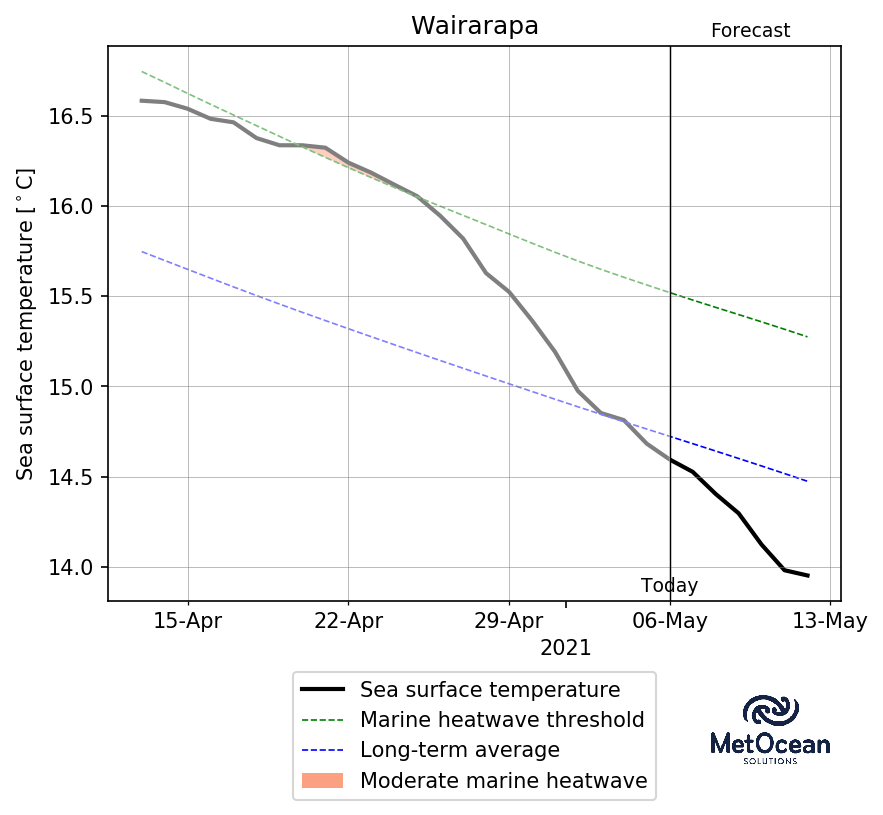 Wairarapa
Forecast
Sea surface temperature [°C]
16.5
16.0
15.5
15.0
14.5
14.0
Today
15-Apr
22-Apr
29-Apr
06-May
13-May
2021
Sea surface temperature
Marine heatwave threshold
Long-term average
Moderate marine heatwave
MetOcean
SOLUTIONS